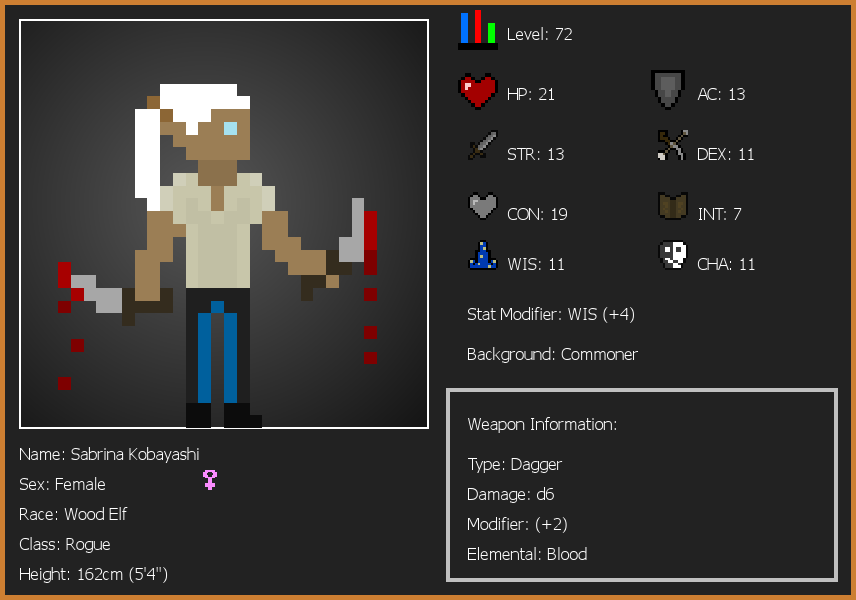 Level: 72
HP: 21
AC: 13
STR: 13
DEX: 11
CON: 19
INT: 7
WIS: 11
CHA: 11
Stat Modifier: WIS (+4)
Background: Commoner
Weapon Information:
Type: Dagger
Damage: d6
Modifier: (+2)
Elemental: Blood
Name: Sabrina Kobayashi
Sex: Female
Race: Wood Elf
Class: Rogue
Height: 162cm (5'4")